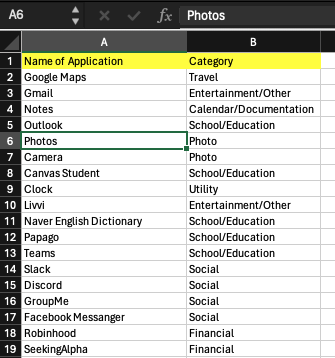 A6 fx Photos
A B
1 Name of Application Category
2 Google Maps Travel
3 Gmail Entertainment/Other
4 Notes Calendar/Documentation
5 Outlook School/Education
6 Photos Photo
7 Camera Photo
8 Canvas Student School/Education
9 Clock Utility
10 Livvi Entertainment/Other
11 Naver English Dictionary School/Education
12 Papago School/Education
13 Teams School/Education
14 Slack Social
15 Discord Social
16 GroupMe Social
17 Facebook Messanger Social
18 Robinhood Financial
19 SeekingAlpha Financial